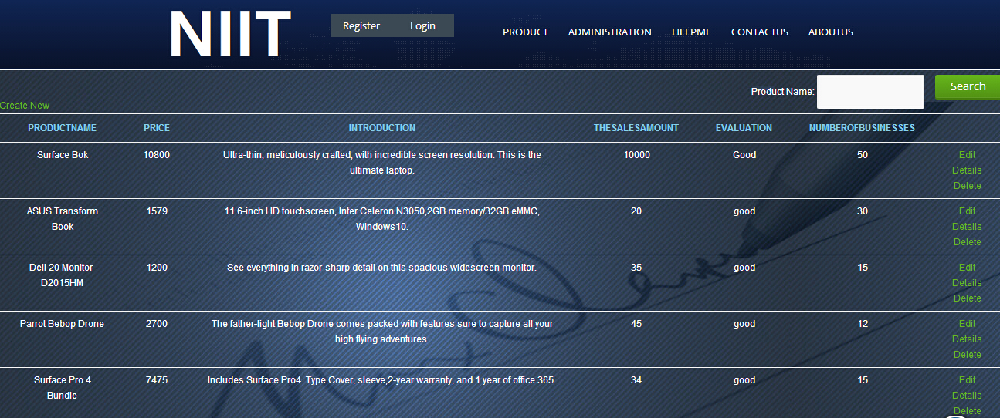 NIIT
Register Login
PRODUCT ADMINISTRATION HELPME CONTACTUS ABOUTUS
Product Name: Search
Create New
PRODUCTNAME PRICE INTRODUCTION THESALESAMOUNT EVALUATION NUMBEROFBUSINESSES
Surface Bok 10800 Ultra-thin, meticulously crafted, with incredible screen resolution. This is the 10000 Good 50 Edit
ultimate laptop. Details
Delete
ASUS Transform 1579 11.6-inch HD touchscreen, Inter Celeron N3050,2GB memory/32GB eMMC, 20 good 30 Edit
Book Windows10. Details
Delete
Dell 20 Monitor- 1200 See everything in razor-sharp detail on this spacious widescreen monitor. 35 good 15 Edit
D2015HM Details
Delete
Parrot Bebop Drone 2700 The father-light Bebop Drone comes packed with features sure to capture all your 45 good 12 Edit
high flying adventures. Details
Delete
Surface Pro 4 7475 Includes Surface Pro4. Type Cover, sleeve,2-year warranty, and 1 year of office 365. 34 good 15 Edit
Bundle Details
Delete